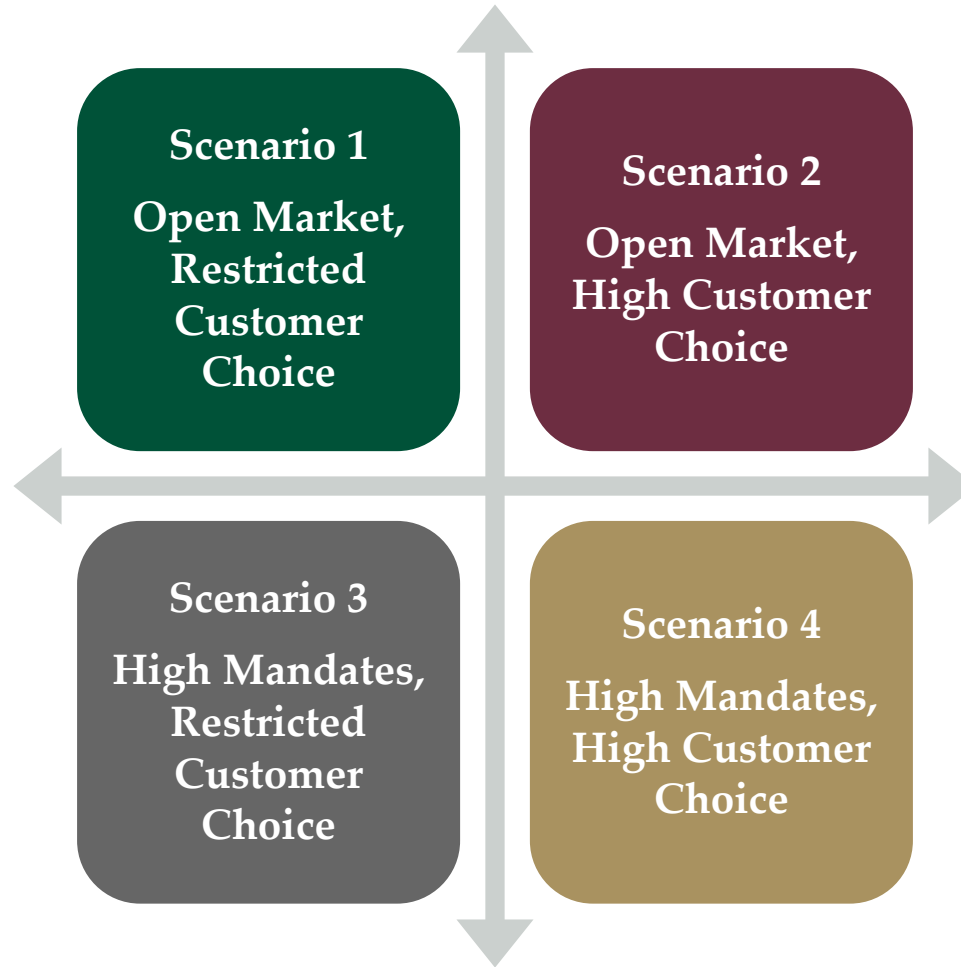 Scenario 1
Open Market,
Restricted
Customer
Choice
Scenario 2
Open Market,
High Customer
Choice
Scenario 3
High Mandates,
Restricted
Customer
Choice
Scenario 4
High Mandates,
High Customer
Choice